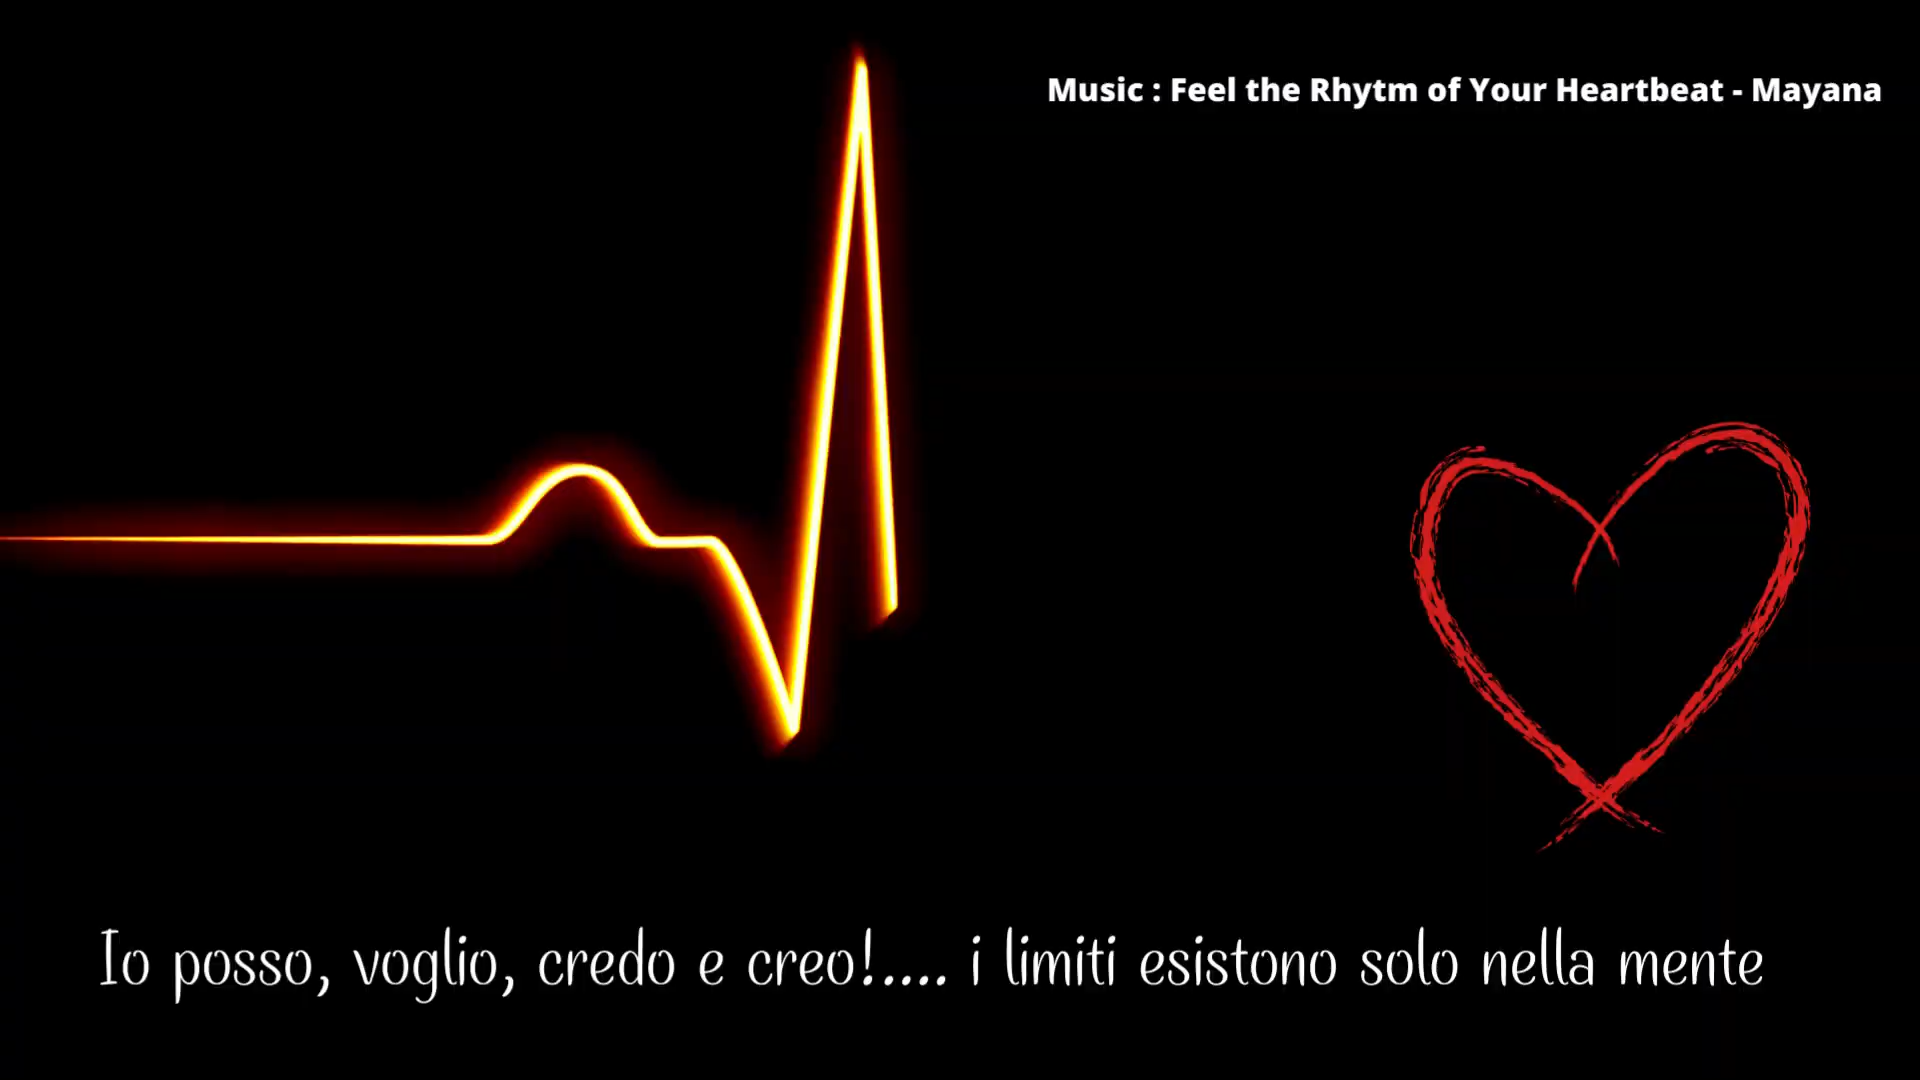 Music : Feel the Rhytm of Your Heartbeat - Mayana
Io posso, voglio, credo e creo!.... i limiti esistono solo nella mente